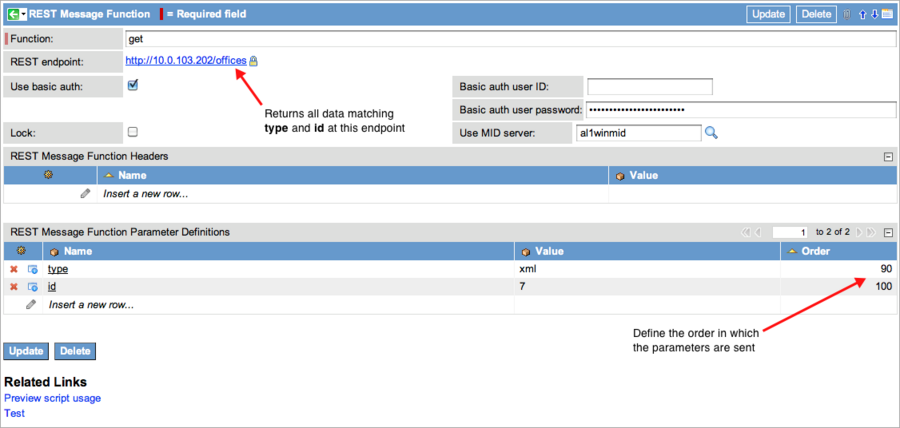 REST Message Function = Required field Update Delete
Function: get
REST endpoint: http://10.0.103.202/offices
Use basic auth: Basic auth user ID:
Returns all data matching
type and id at this endpoint
Basic auth user password: ••••••••••••••••••••••••
Lock: Use MID server: al1winmid
REST Message Function Headers
Name Value
Insert a new row...
REST Message Function Parameter Definitions 1 to 2 of 2
Name Value Order
type xml 90
id 7 100
Insert a new row...
Define the order in which
the parameters are sent
Update Delete
Related Links
Preview script usage
Test